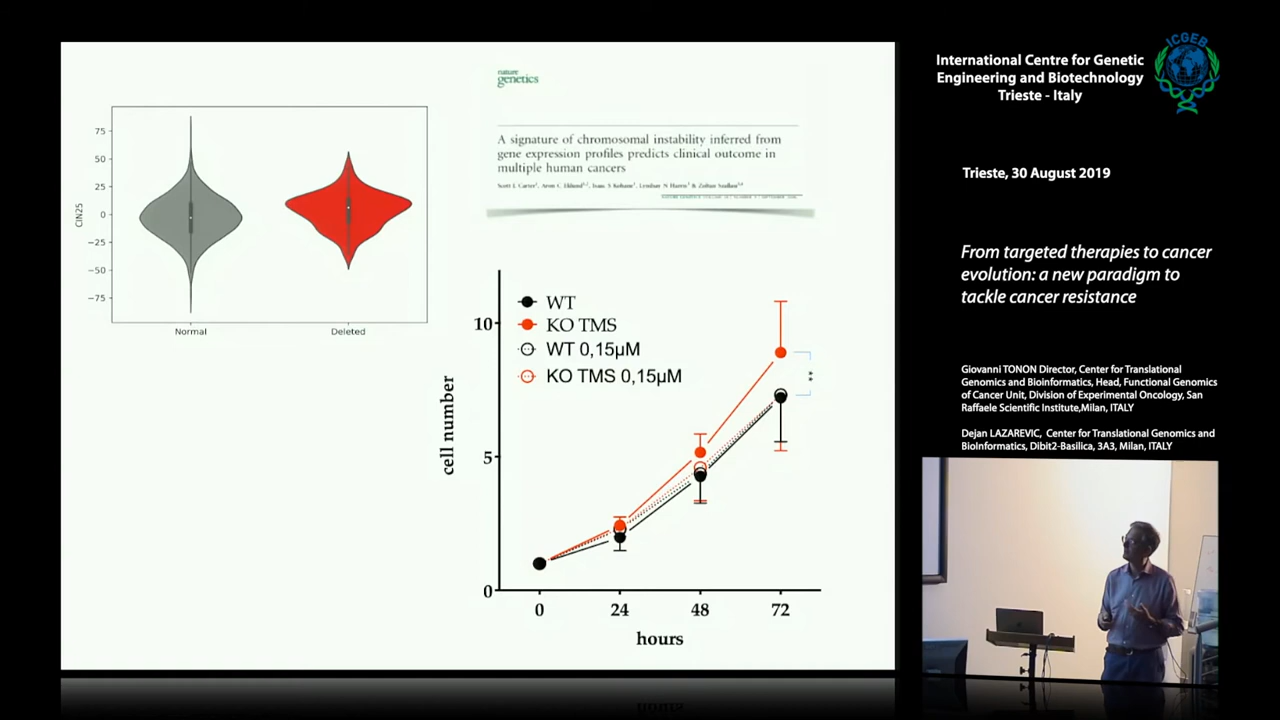 75
50
25
0
−25
−50
−75
CIN25
Normal
Deleted
nature
genetics
A signature of chromosomal instability inferred from
gene expression profiles predicts clinical outcome in
multiple human cancers
WT
KO TMS
WT 0,15µM
KO TMS 0,15µM
10
5
0
cell number
**
0 24 48 72
hours
ICGEB
International Centre for Genetic
Engineering and Biotechnology
Trieste - Italy
Trieste, 30 August 2019
From targeted therapies to cancer
evolution: a new paradigm to
tackle cancer resistance
Giovanni TONON Director, Center for Translational
Genomics and Bioinformatics, Head, Functional Genomics
of Cancer Unit, Division of Experimental Oncology, San
Raffaele Scientific Institute,Milan, ITALY
Dejan LAZAREVIC, Center for Translational Genomics and
BioInformatics, Dibit2-Basilica, 3A3, Milan, ITALY